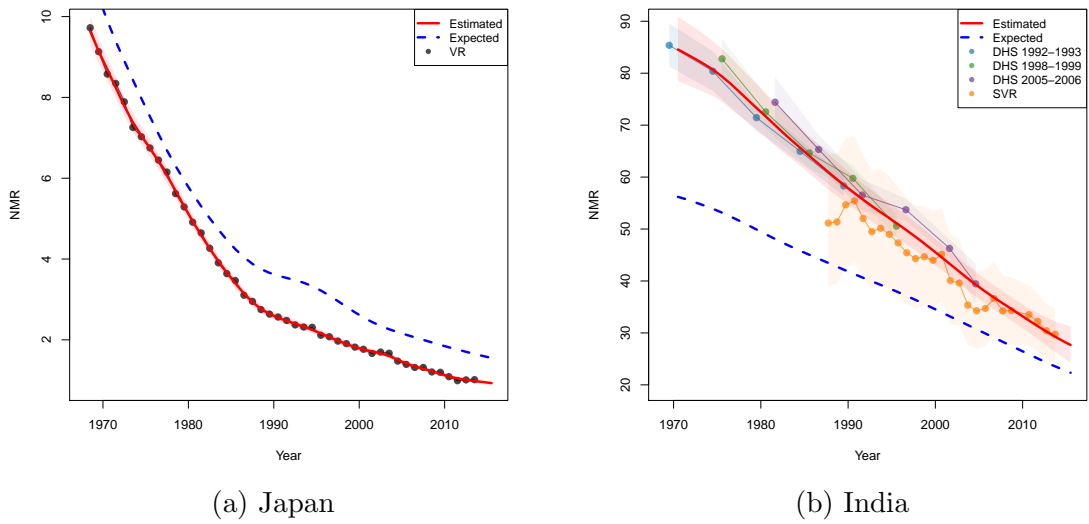 Estimated
Expected
VR
10
8
6
4
2
NMR
1970 1980 1990 2000 2010
Year
(a) Japan
Estimated
Expected
DHS 1992−1993
DHS 1998−1999
DHS 2005−2006
SVR
90
80
70
60
50
40
30
20
NMR
1970 1980 1990 2000 2010
Year
(b) India